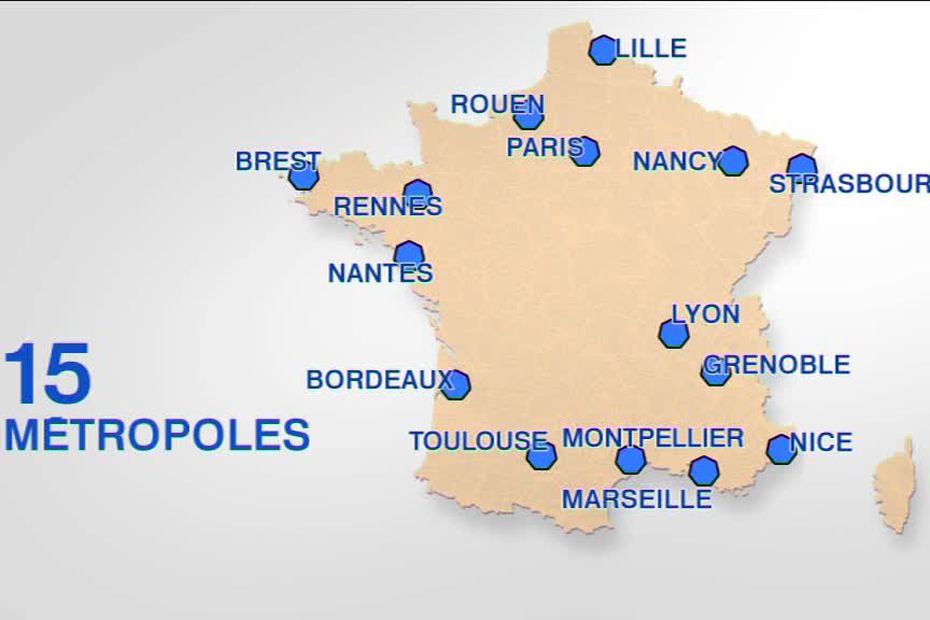 LILLE
ROUEN
PARIS
BREST
NANCY
STRASBOUR
RENNES
NANTES
LYON
15
MÉTROPOLES
GRENOBLE
BORDEAUX
TOULOUSE
MONTPELLIER
NICE
MARSEILLE